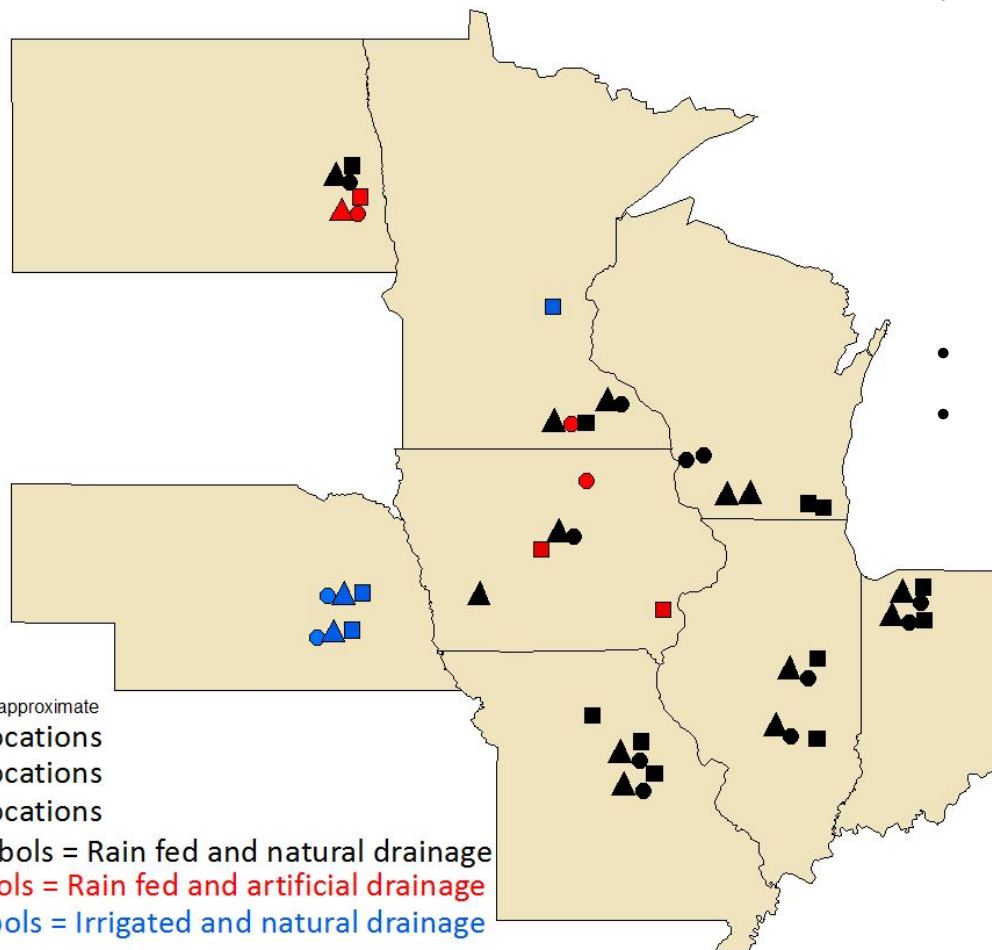 approximate
ocations
ocations
ocations
bols = Rain fed and natural drainage
ols = Rain fed and artificial drainage
bols = Irrigated and natural drainage